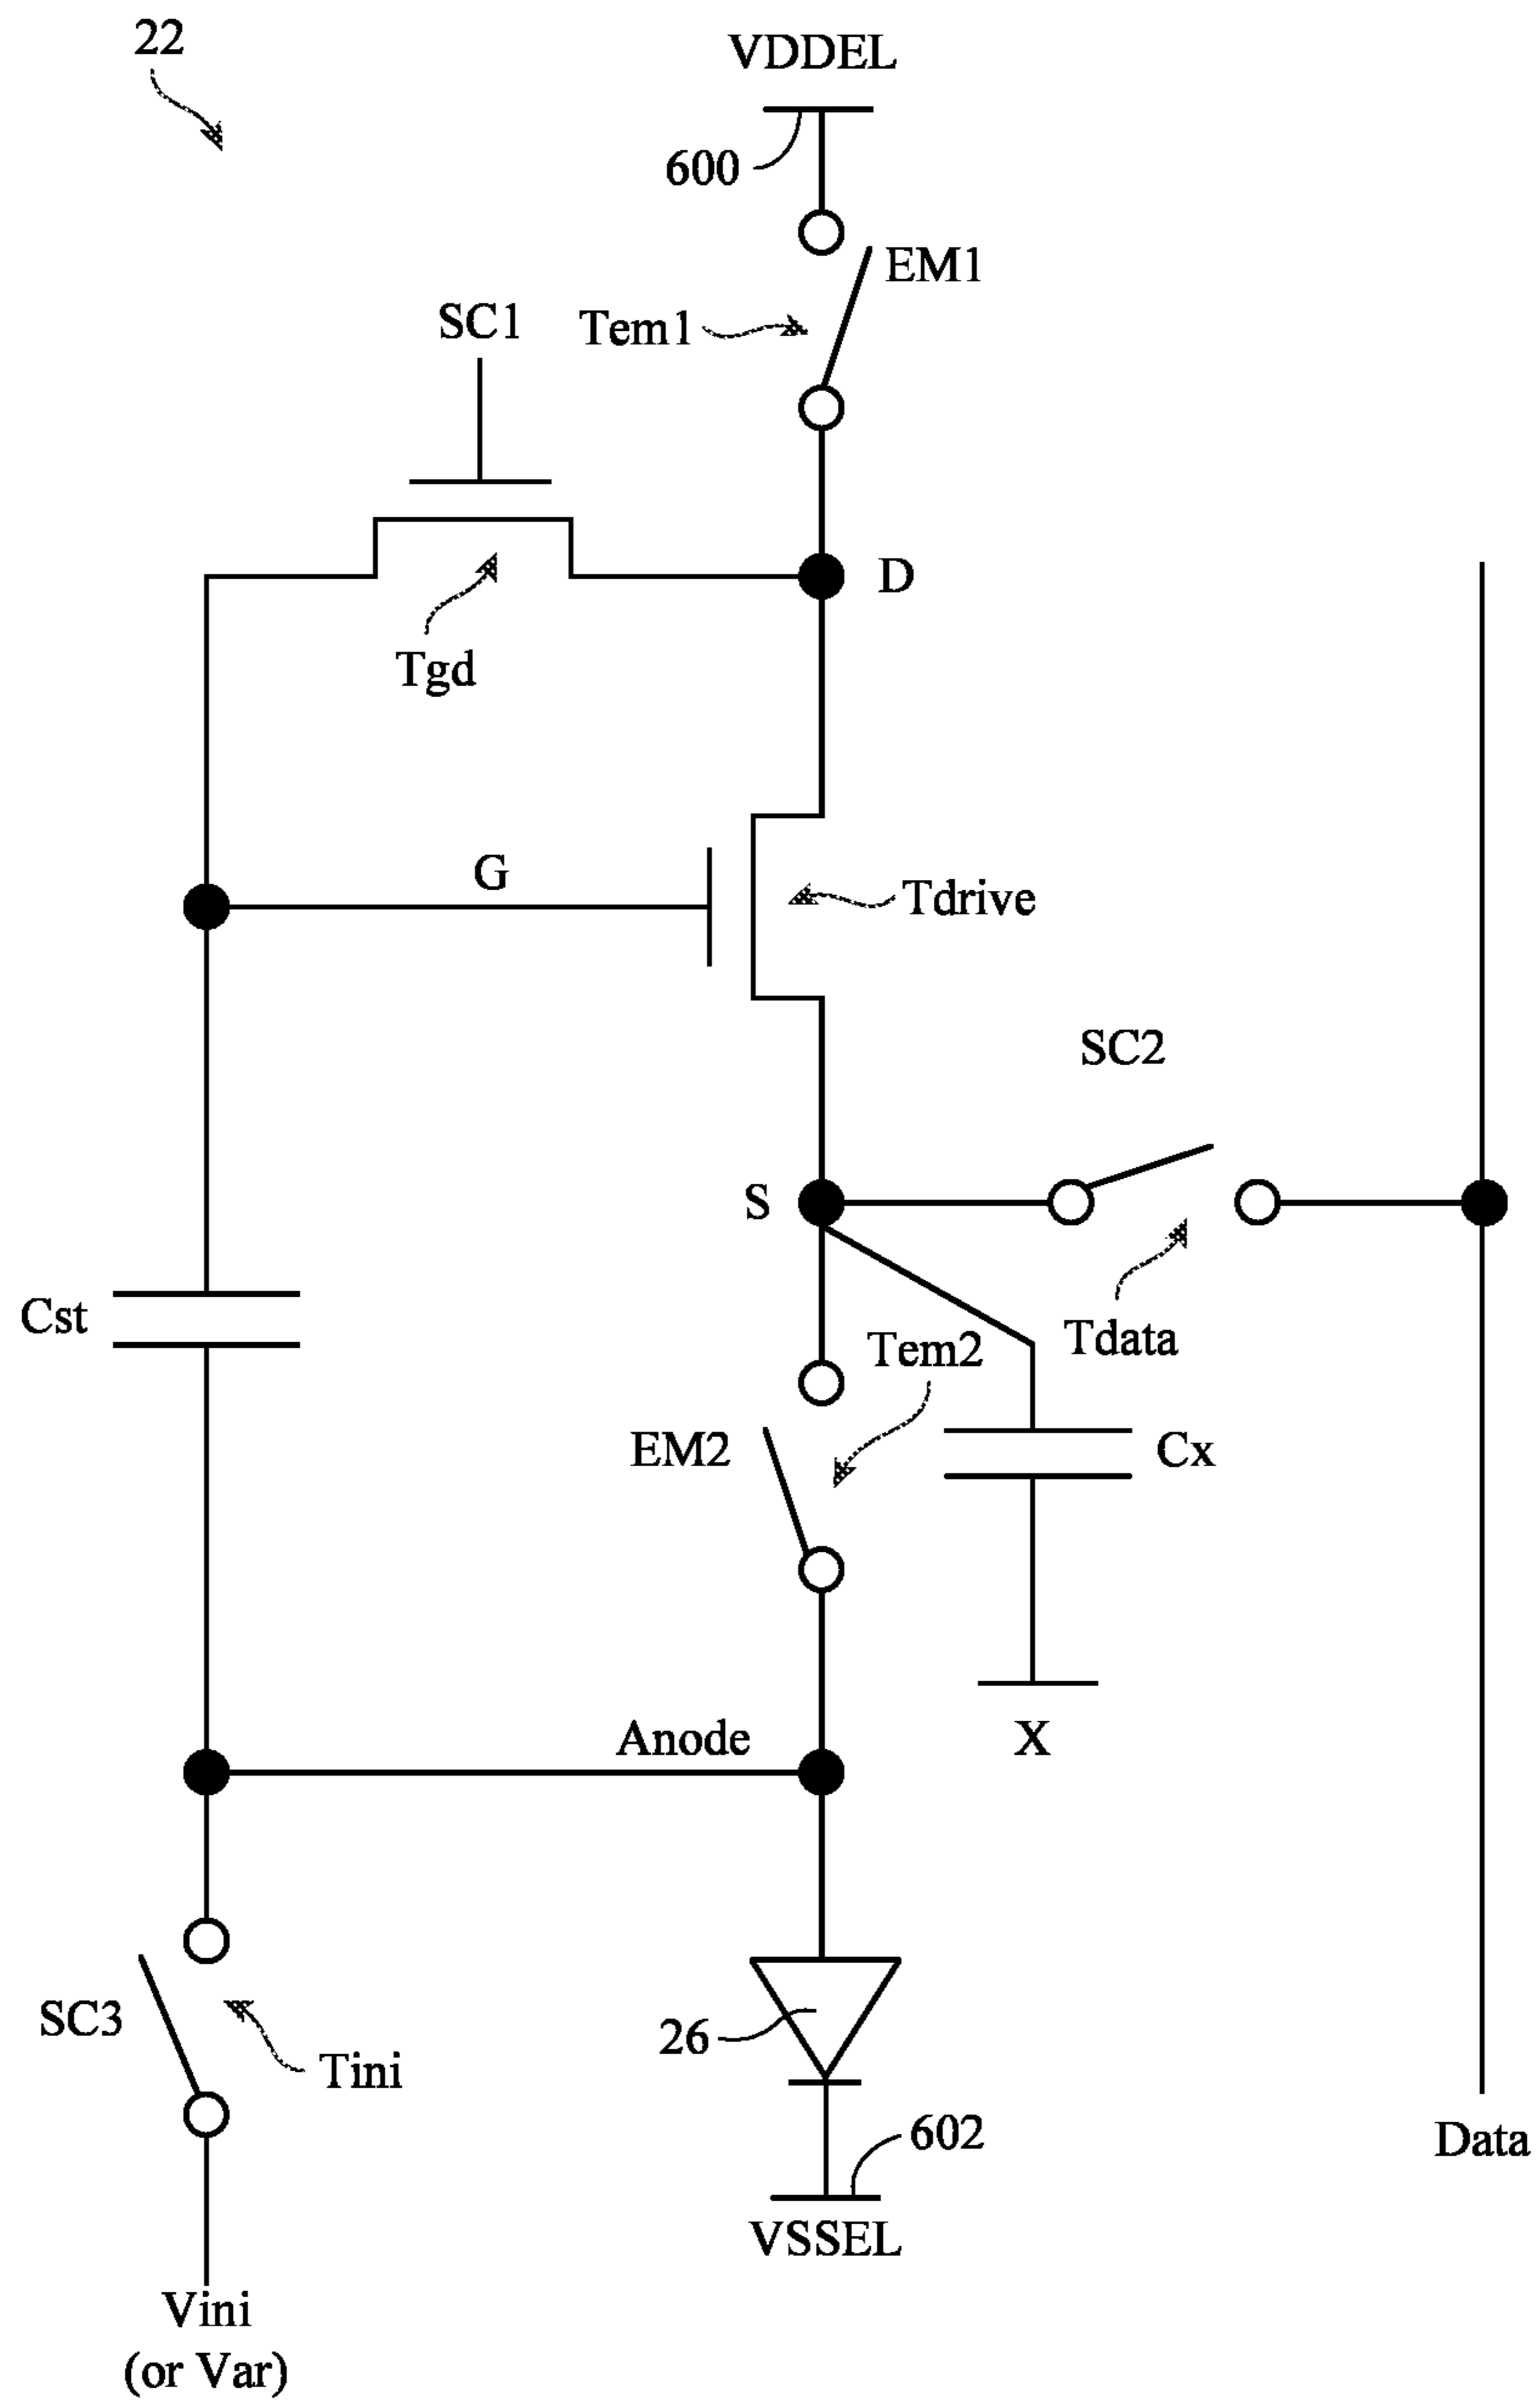 22
VDDEL
600
EM1
SC1
Tem1
D
Tgd
G
Tdrive
SC2
S
Cst
Tdata
Tem2
EM2
Cx
Anode
X
SC3
26
Tini
602
Data
VSSEL
Vini
(or Var)